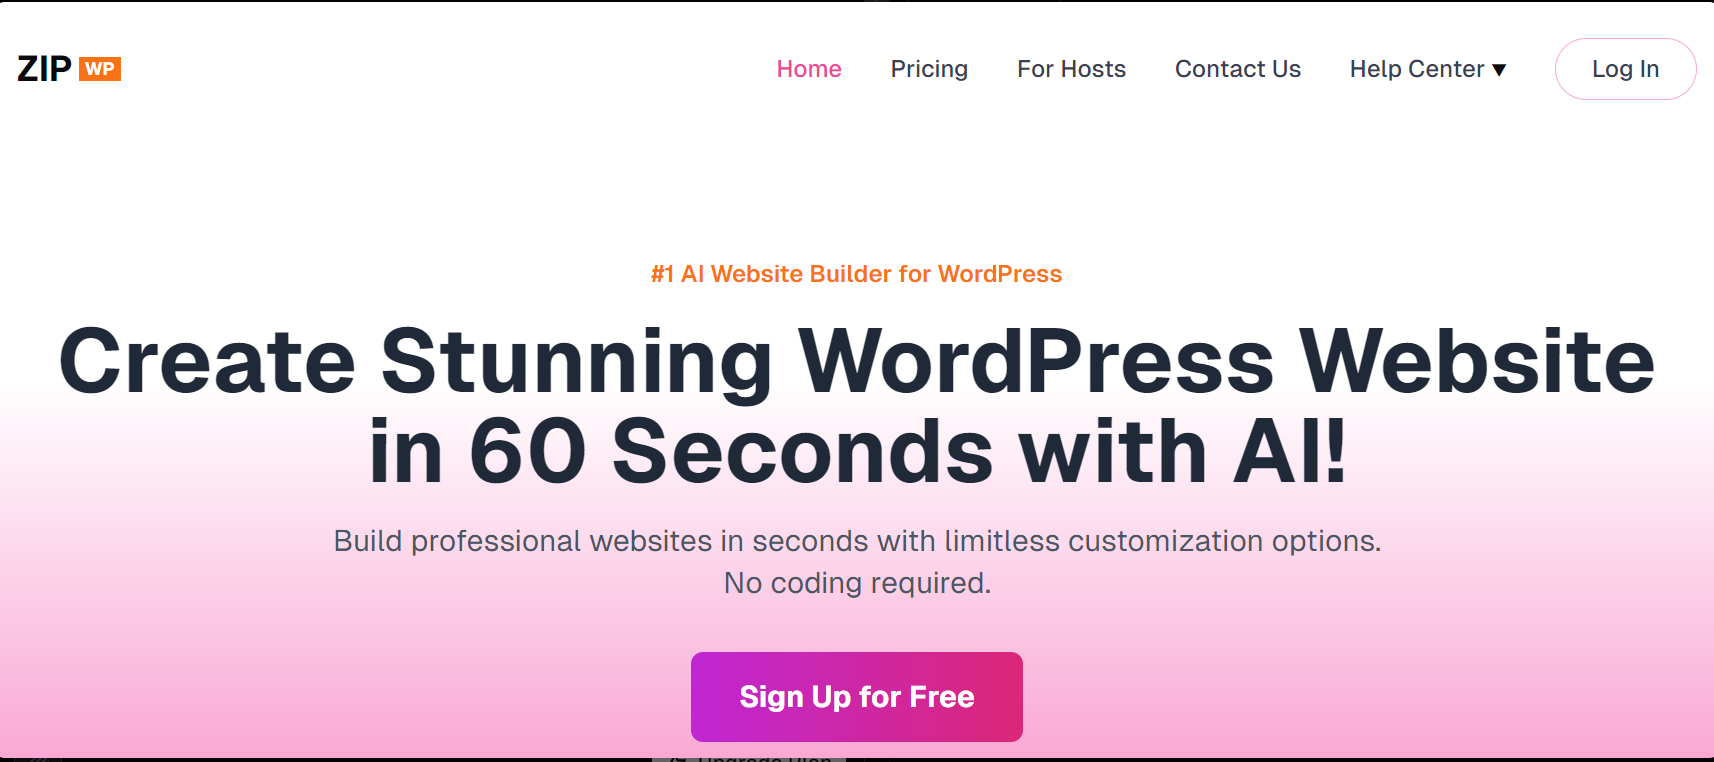 ZIP WP
Home Pricing For Hosts Contact Us Help Center ▼ Log In
#1 AI Website Builder for WordPress
Create Stunning WordPress Website
in 60 Seconds with AI!
Build professional websites in seconds with limitless customization options.
No coding required.
Sign Up for Free
Upgrade Plan